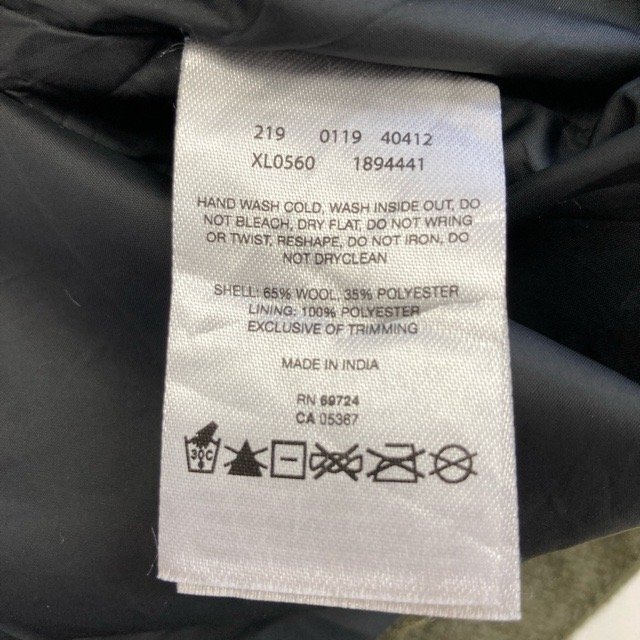 219 0119 40412
XL0560 1894441
HAND WASH COLD, WASH INSIDE OUT, DO
NOT BLEACH, DRY FLAT, DO NOT WRING
OR TWIST, RESHAPE, DO NOT IRON, DO
NOT DRYCLEAN
SHELL: 65% WOOL, 35% POLYESTER
LINING: 100% POLYESTER
EXCLUSIVE OF TRIMMING
MADE IN INDIA
RN 69724
CA 05367
30C